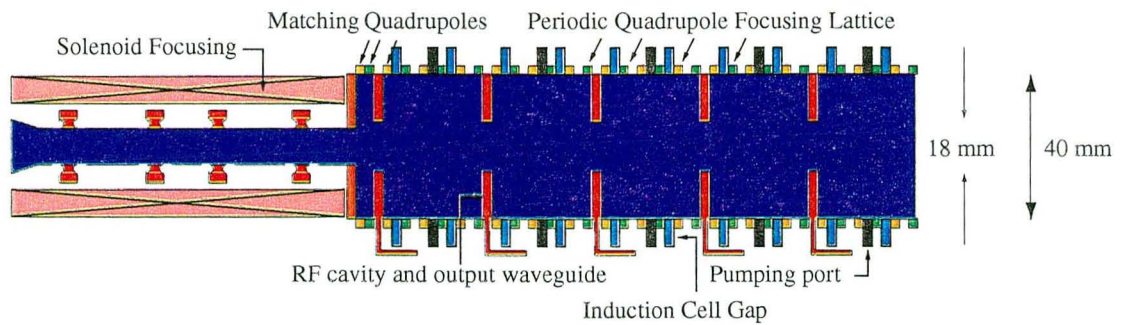 Matching Quadrupoles
Periodic Quadrupole Focusing Lattice
Solenoid Focusing
18 mm
40 mm
RF cavity and output waveguide
Pumping port
Induction Cell Gap